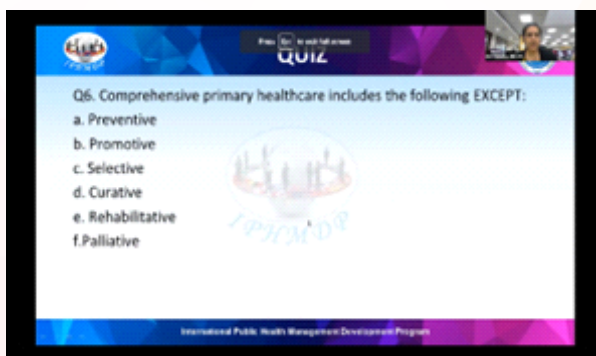 Press Esc to exit full screen
QUIZ
Q6. Comprehensive primary healthcare includes the following EXCEPT:
a. Preventive
b. Promotive
c. Selective
d. Curative
e. Rehabilitative
f.Palliative
IPHMDP
International Public Health Management Development Program